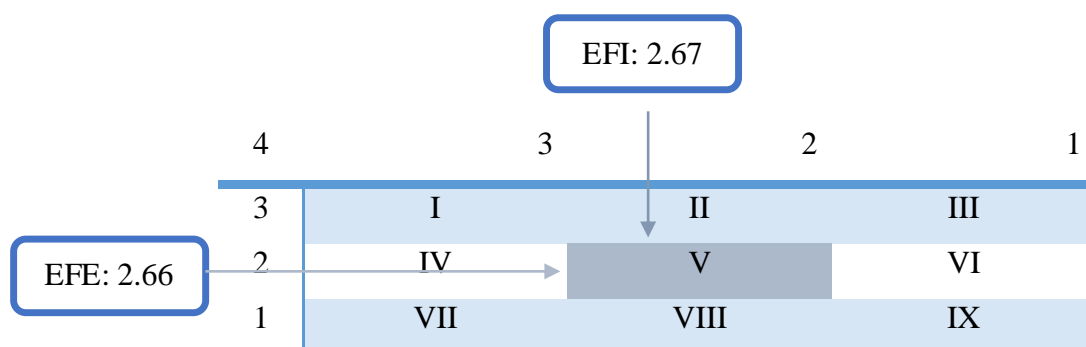 EFI: 2.67
4 3 2 1
3 I II III
EFE: 2.66
2 IV V VI
1 VII VIII IX